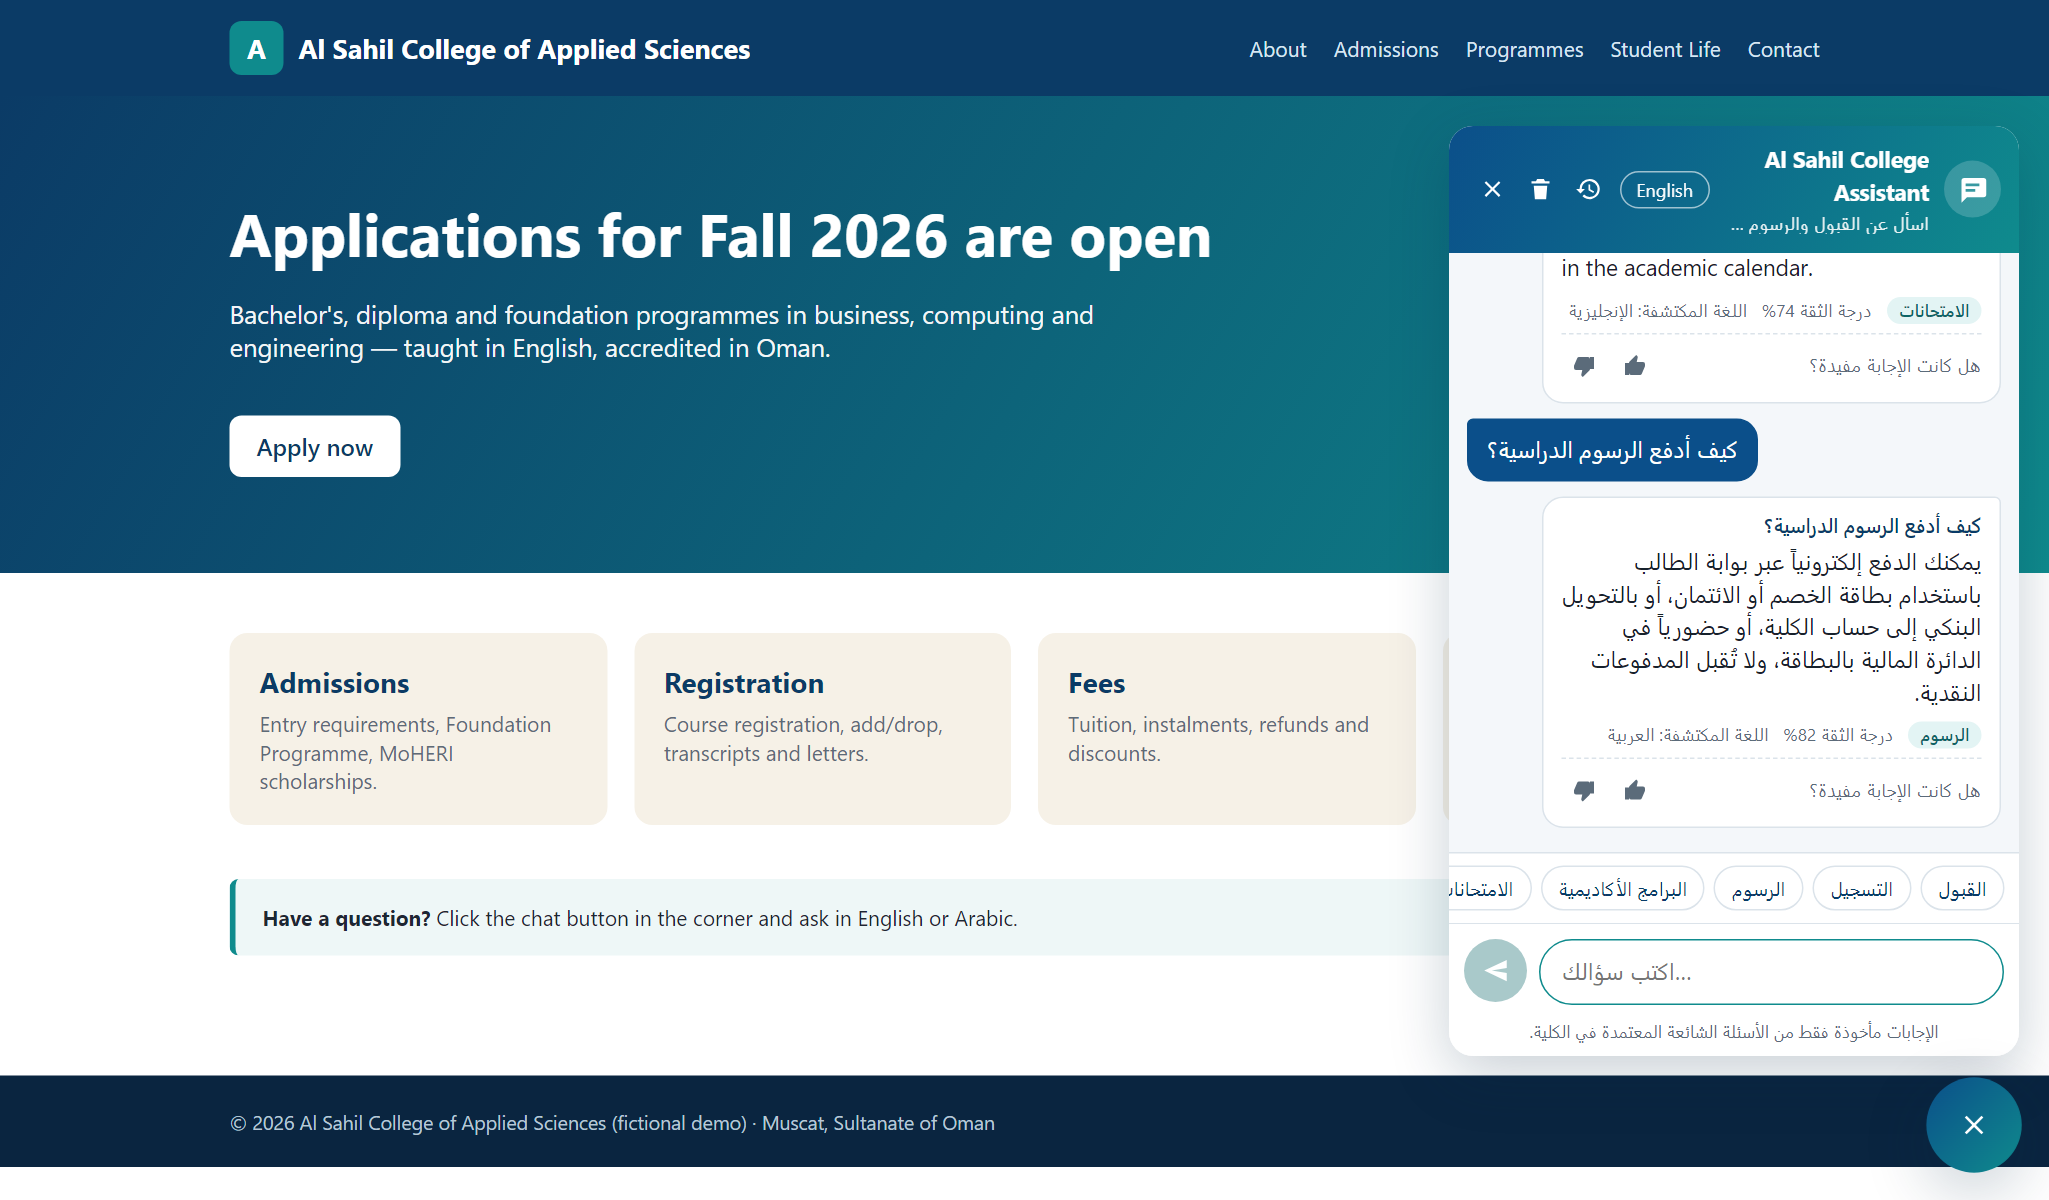 A
Al Sahil College of Applied Sciences
About
Admissions
Programmes
Student Life
Contact
Applications for Fall 2026 are open
Bachelor's, diploma and foundation programmes in business, computing and
engineering — taught in English, accredited in Oman.
Apply now
Admissions
Entry requirements, Foundation
Programme, MoHERI
scholarships.
Registration
Course registration, add/drop,
transcripts and letters.
Fees
Tuition, instalments, refunds and
discounts.
Have a question? Click the chat button in the corner and ask in English or Arabic.
© 2026 Al Sahil College of Applied Sciences (fictional demo) · Muscat, Sultanate of Oman
Al Sahil College
Assistant
اسأل عن القبول والرسوم ...
English
in the academic calendar.
الامتحانات
درجة الثقة 74%
اللغة المكتشفة: الإنجليزية
هل كانت الإجابة مفيدة؟
كيف أدفع الرسوم الدراسية؟
كيف أدفع الرسوم الدراسية؟
يمكنك الدفع إلكترونياً عبر بوابة الطالب
باستخدام بطاقة الخصم أو الائتمان، أو بالتحويل
البنكي إلى حساب الكلية، أو حضورياً في
الدائرة المالية بالبطاقة، ولا تُقبل المدفوعات
النقدية.
الرسوم
درجة الثقة 82%
اللغة المكتشفة: العربية
هل كانت الإجابة مفيدة؟
القبول
التسجيل
الرسوم
البرامج الأكاديمية
الامتحانات
اكتب سؤالك...
الإجابات مأخوذة فقط من الأسئلة الشائعة المعتمدة في الكلية.